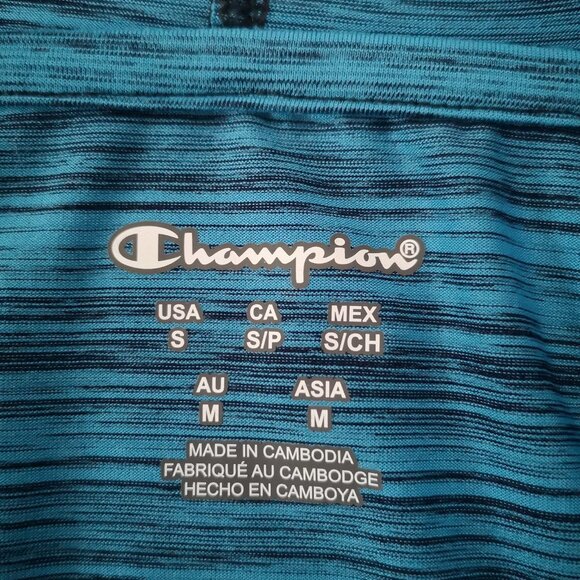 Champion®
USA CA MEX
S S/P S/CH
AU ASIA
M M
MADE IN CAMBODIA
FABRIQUÉ AU CAMBODGE
HECHO EN CAMBOYA